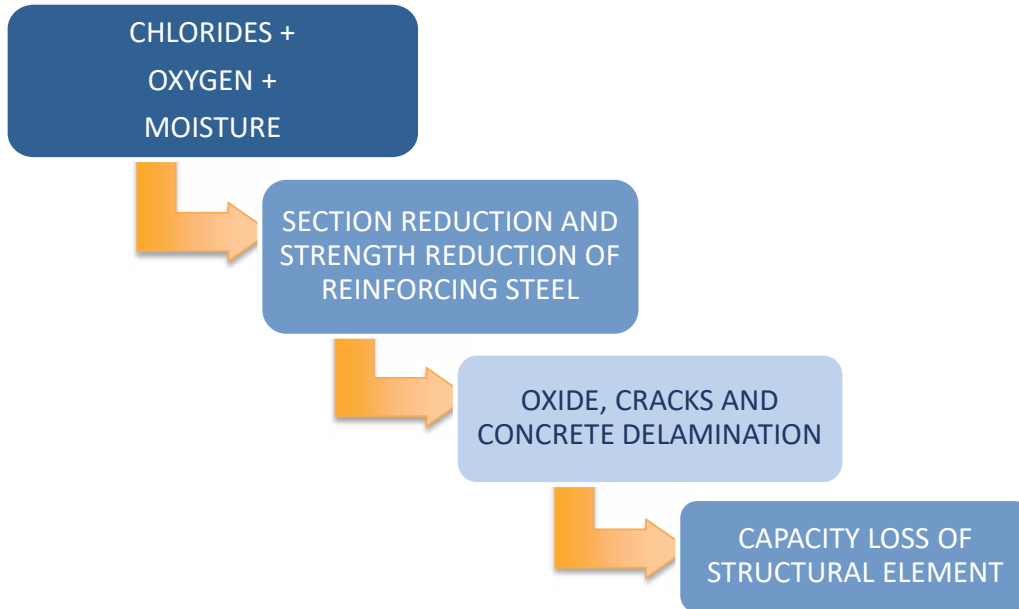 CHLORIDES +
OXYGEN +
MOISTURE
SECTION REDUCTION AND
STRENGTH REDUCTION OF
REINFORCING STEEL
OXIDE, CRACKS AND
CONCRETE DELAMINATION
CAPACITY LOSS OF
STRUCTURAL ELEMENT